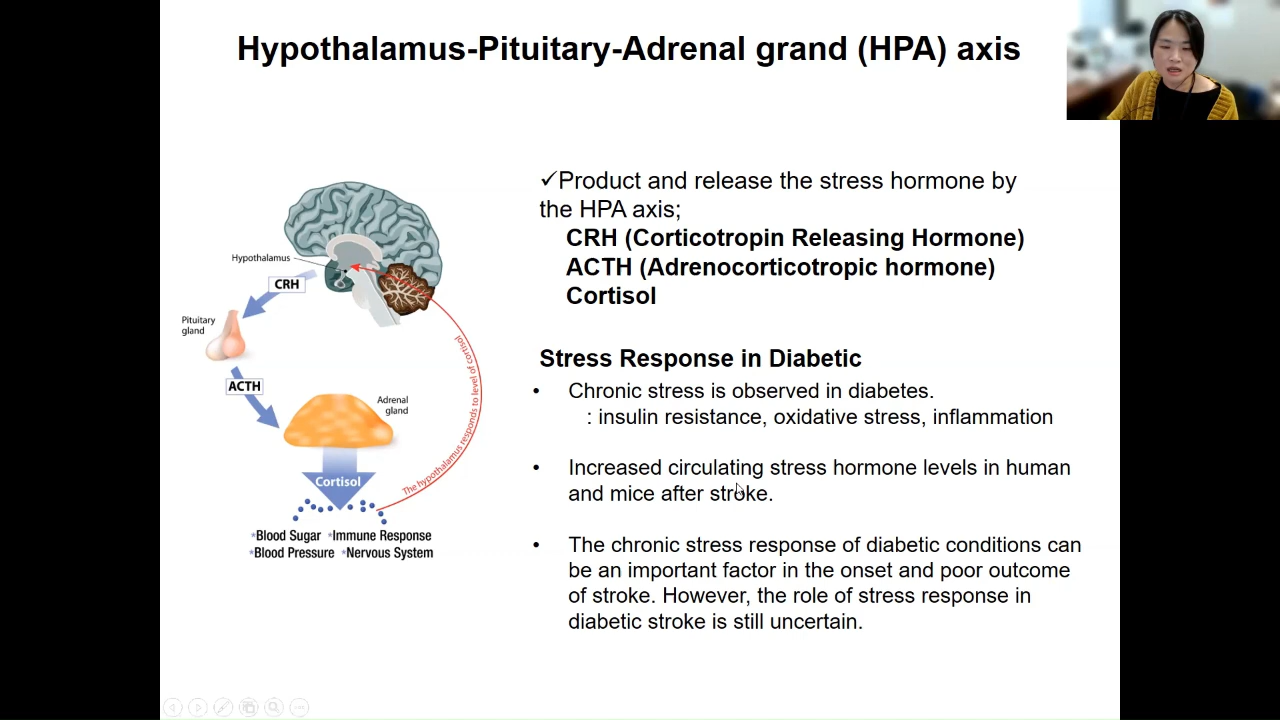 Hypothalamus-Pituitary-Adrenal grand (HPA) axis
Hypothalamus
CRH
Pituitary
gland
ACTH
Adrenal
gland
Cortisol
The hypothalamus responds to level of cortisol
*Blood Sugar *Immune Response
*Blood Pressure *Nervous System
✓Product and release the stress hormone by
the HPA axis;
CRH (Corticotropin Releasing Hormone)
ACTH (Adrenocorticotropic hormone)
Cortisol
Stress Response in Diabetic
• Chronic stress is observed in diabetes.
: insulin resistance, oxidative stress, inflammation
• Increased circulating stress hormone levels in human
and mice after stroke.
• The chronic stress response of diabetic conditions can
be an important factor in the onset and poor outcome
of stroke. However, the role of stress response in
diabetic stroke is still uncertain.